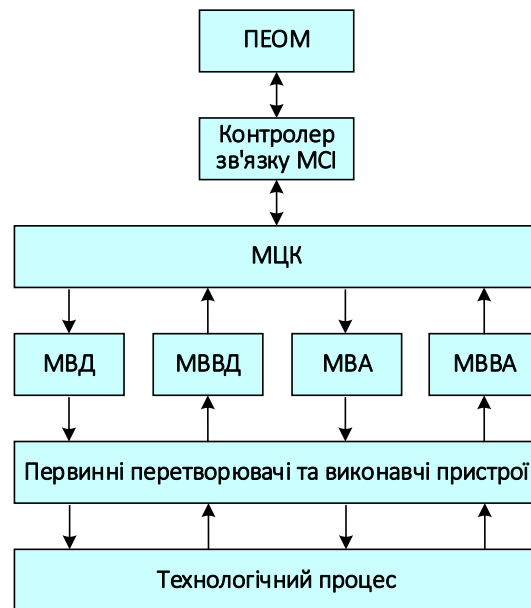 ПЕОМ
Контролер
зв'язку МСІ
МЦК
МВД
МВВД
МВА
МВВА
Первинні перетворювачі та виконавчі пристрої
Технологічний процес